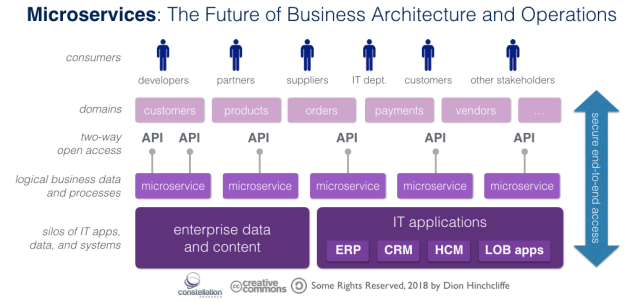 Microservices: The Future of Business Architecture and Operations
consumers
developers partners suppliers IT dept. customers other stakeholders
domains
customers products orders payments vendors ...
two-way
open access
API API API API API API
logical business data
and processes
microservice microservice microservice microservice microservice
silos of IT apps,
data, and systems
enterprise data
and content
IT applications
ERP CRM HCM LOB apps
secure end-to-end access
constellation
RESEARCH
cc creative commons Some Rights Reserved, 2018 by Dion Hinchcliffe